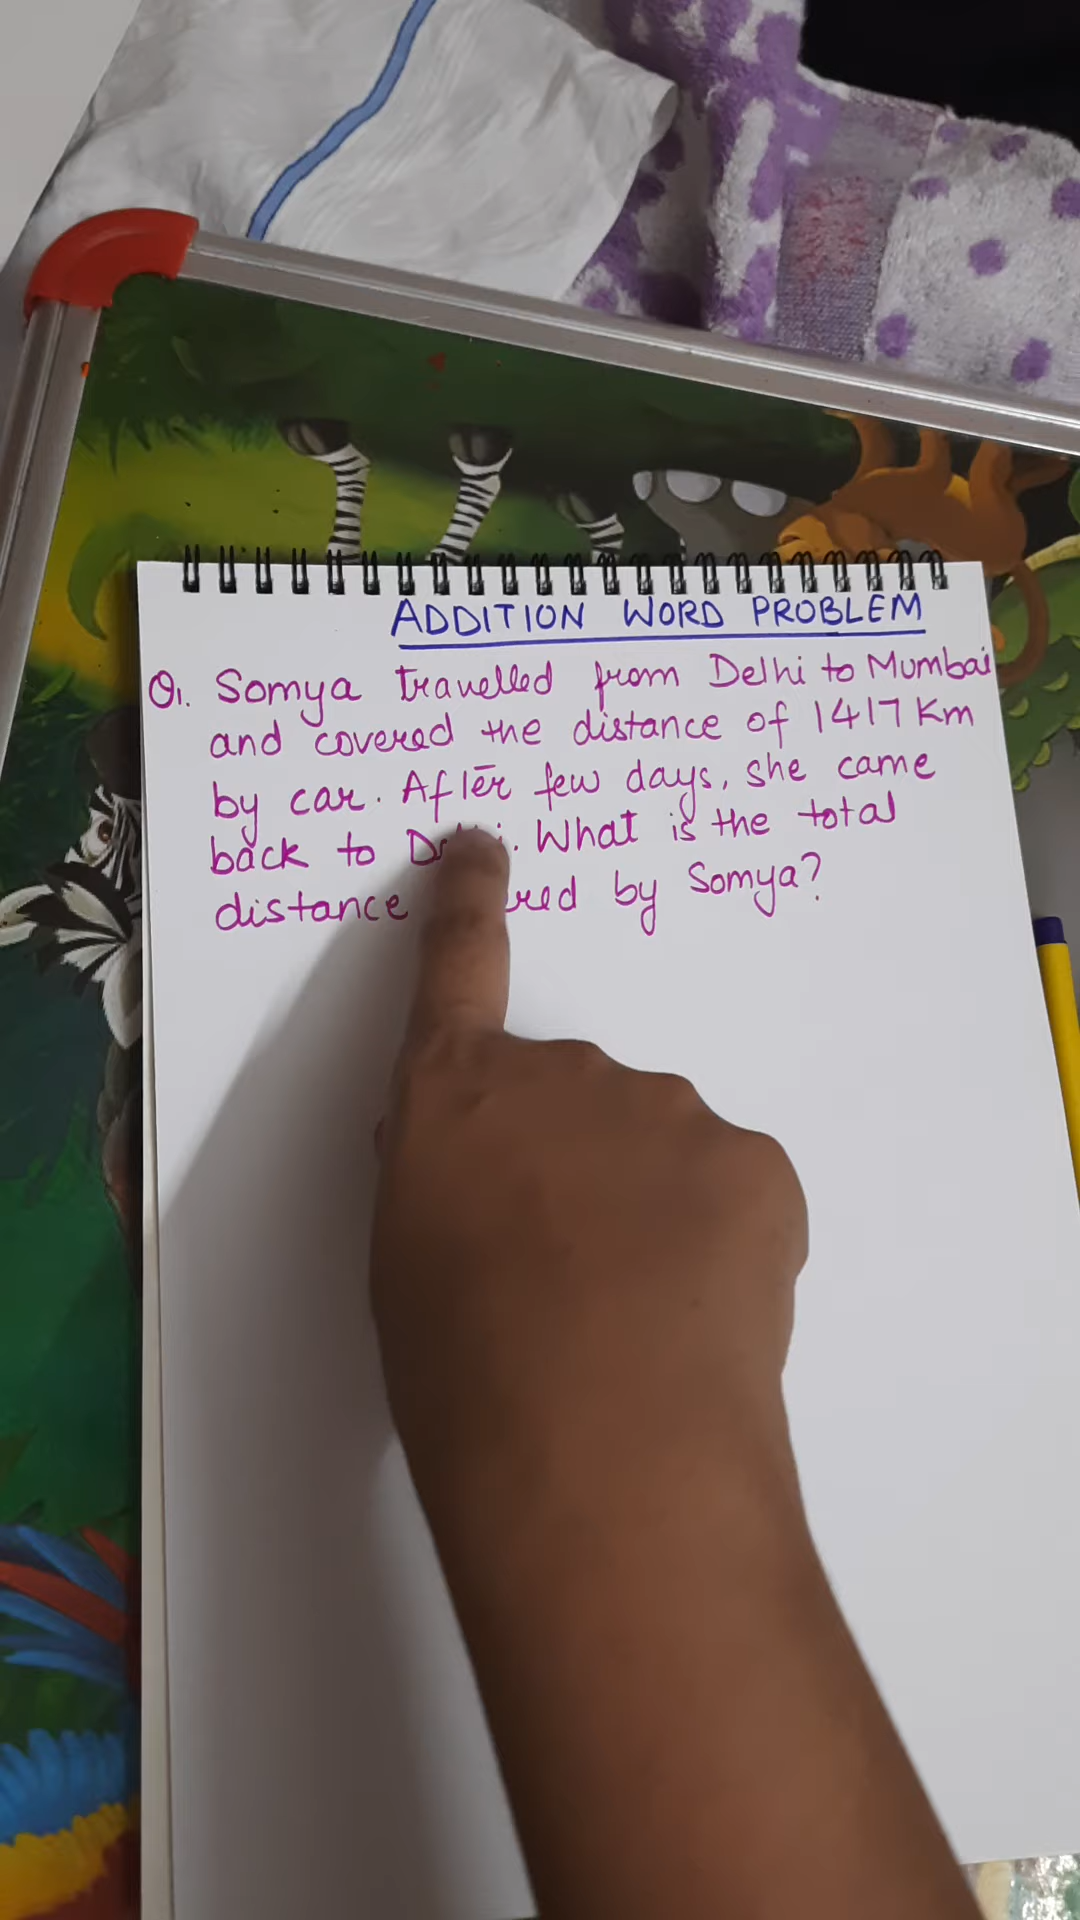 ADDITION WORD PROBLEM
Q1. Somya travelled from Delhi to Mumbai
and covered the distance of 1417 Km
by car. After few days, she came
back to What is the total
distance by Somya?